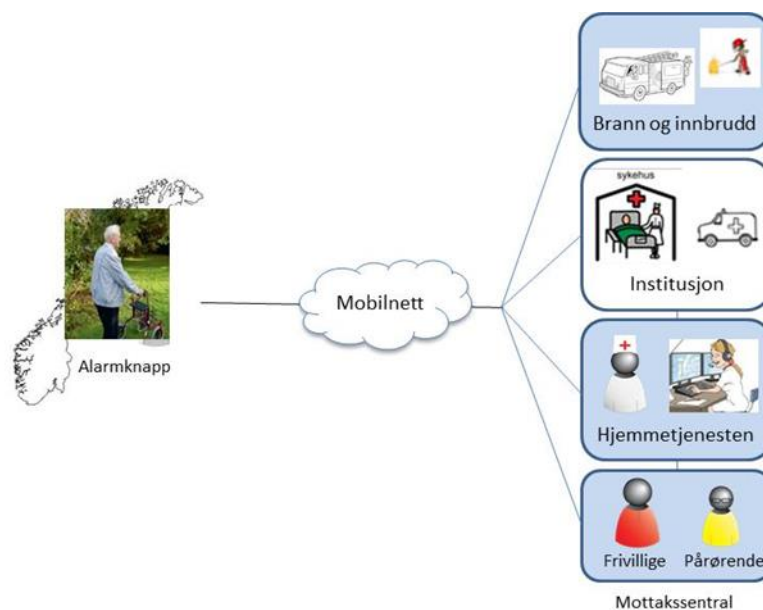 Brann og innbrudd
sykehus
Institusjon
Mobilnett
Alarmknapp
Hjemmetjenesten
Frivillige
Pårørende
Mottakssentral